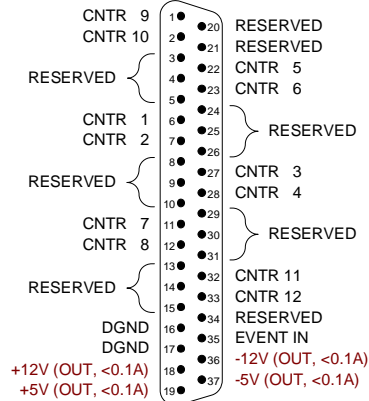 CNTR 9 1
CNTR 10 2
3
RESERVED 4
5
CNTR 1 6
CNTR 2 7
8
RESERVED 9
10
CNTR 7 11
CNTR 8 12
13
RESERVED 14
15
DGND 16
DGND 17
+12V (OUT, <0.1A) 18
+5V (OUT, <0.1A) 19
20 RESERVED
21 RESERVED
22 CNTR 5
23 CNTR 6
24
25 RESERVED
26
27 CNTR 3
28 CNTR 4
29
30 RESERVED
31
32 CNTR 11
33 CNTR 12
34 RESERVED
35 EVENT IN
36 -12V (OUT, <0.1A)
37 -5V (OUT, <0.1A)